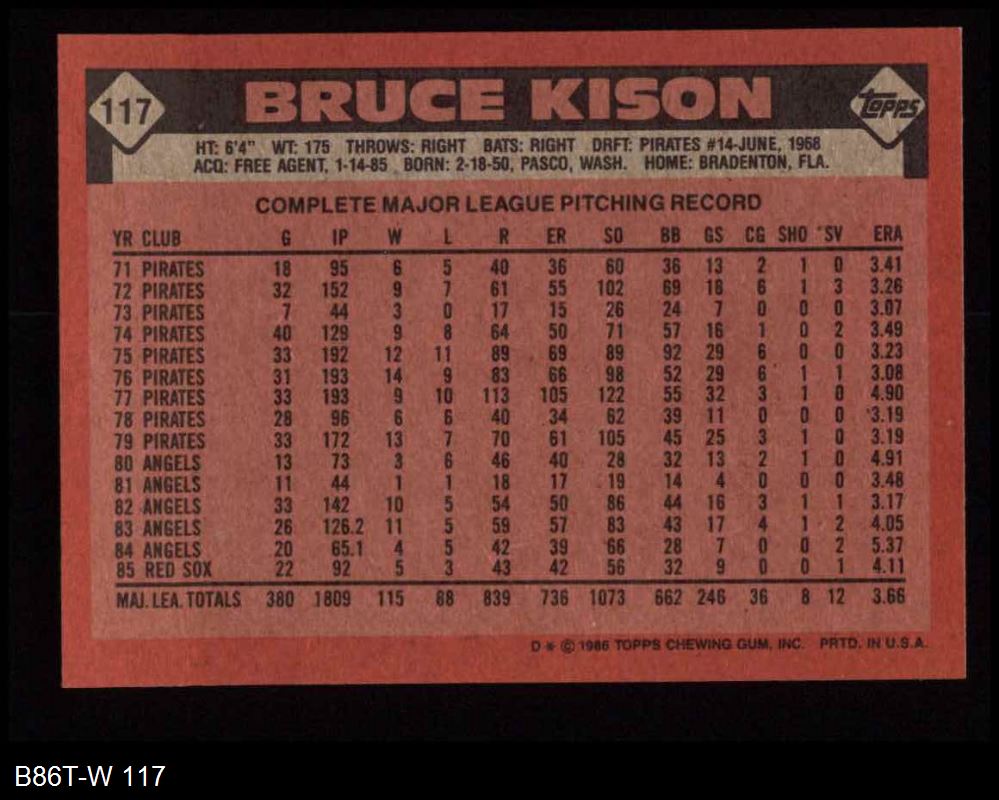 117 BRUCE KISON Topps
HT: 6'4" WT: 175 THROWS: RIGHT BATS: RIGHT DRFT: PIRATES #14-JUNE, 1968
ACQ: FREE AGENT, 1-14-85 BORN: 2-18-50, PASCO, WASH. HOME: BRADENTON, FLA.
COMPLETE MAJOR LEAGUE PITCHING RECORD
YR CLUB G IP W L R ER SO BB GS CG SHO SV ERA
71 PIRATES 18 95 6 5 40 36 60 36 13 2 1 0 3.41
72 PIRATES 32 152 9 7 61 55 102 69 18 6 1 3 3.26
73 PIRATES 7 44 3 0 17 15 26 24 7 0 0 0 3.07
74 PIRATES 40 129 9 8 64 50 71 57 16 1 0 2 3.49
75 PIRATES 33 192 12 11 89 69 89 92 29 6 0 0 3.23
76 PIRATES 31 193 14 9 83 66 98 52 29 6 1 1 3.08
77 PIRATES 33 193 9 10 113 105 122 55 32 3 1 0 4.90
78 PIRATES 28 96 6 6 40 34 62 39 11 0 0 0 3.19
79 PIRATES 33 172 13 7 70 61 105 45 25 3 1 0 3.19
80 ANGELS 13 73 3 6 46 40 28 32 13 2 1 0 4.91
81 ANGELS 11 44 1 1 18 17 19 14 4 0 0 0 3.48
82 ANGELS 33 142 10 5 54 50 86 44 16 3 1 1 3.17
83 ANGELS 26 126.2 11 5 59 57 83 43 17 4 1 2 4.05
84 ANGELS 20 65.1 4 5 42 39 66 28 7 0 0 2 5.37
85 RED SOX 22 92 5 3 43 42 56 32 9 0 0 1 4.11
MAJ. LEA. TOTALS 380 1809 115 88 839 736 1073 662 246 36 8 12 3.66
D * © 1986 TOPPS CHEWING GUM, INC. PRTD. IN U.S.A.
B86T-W 117